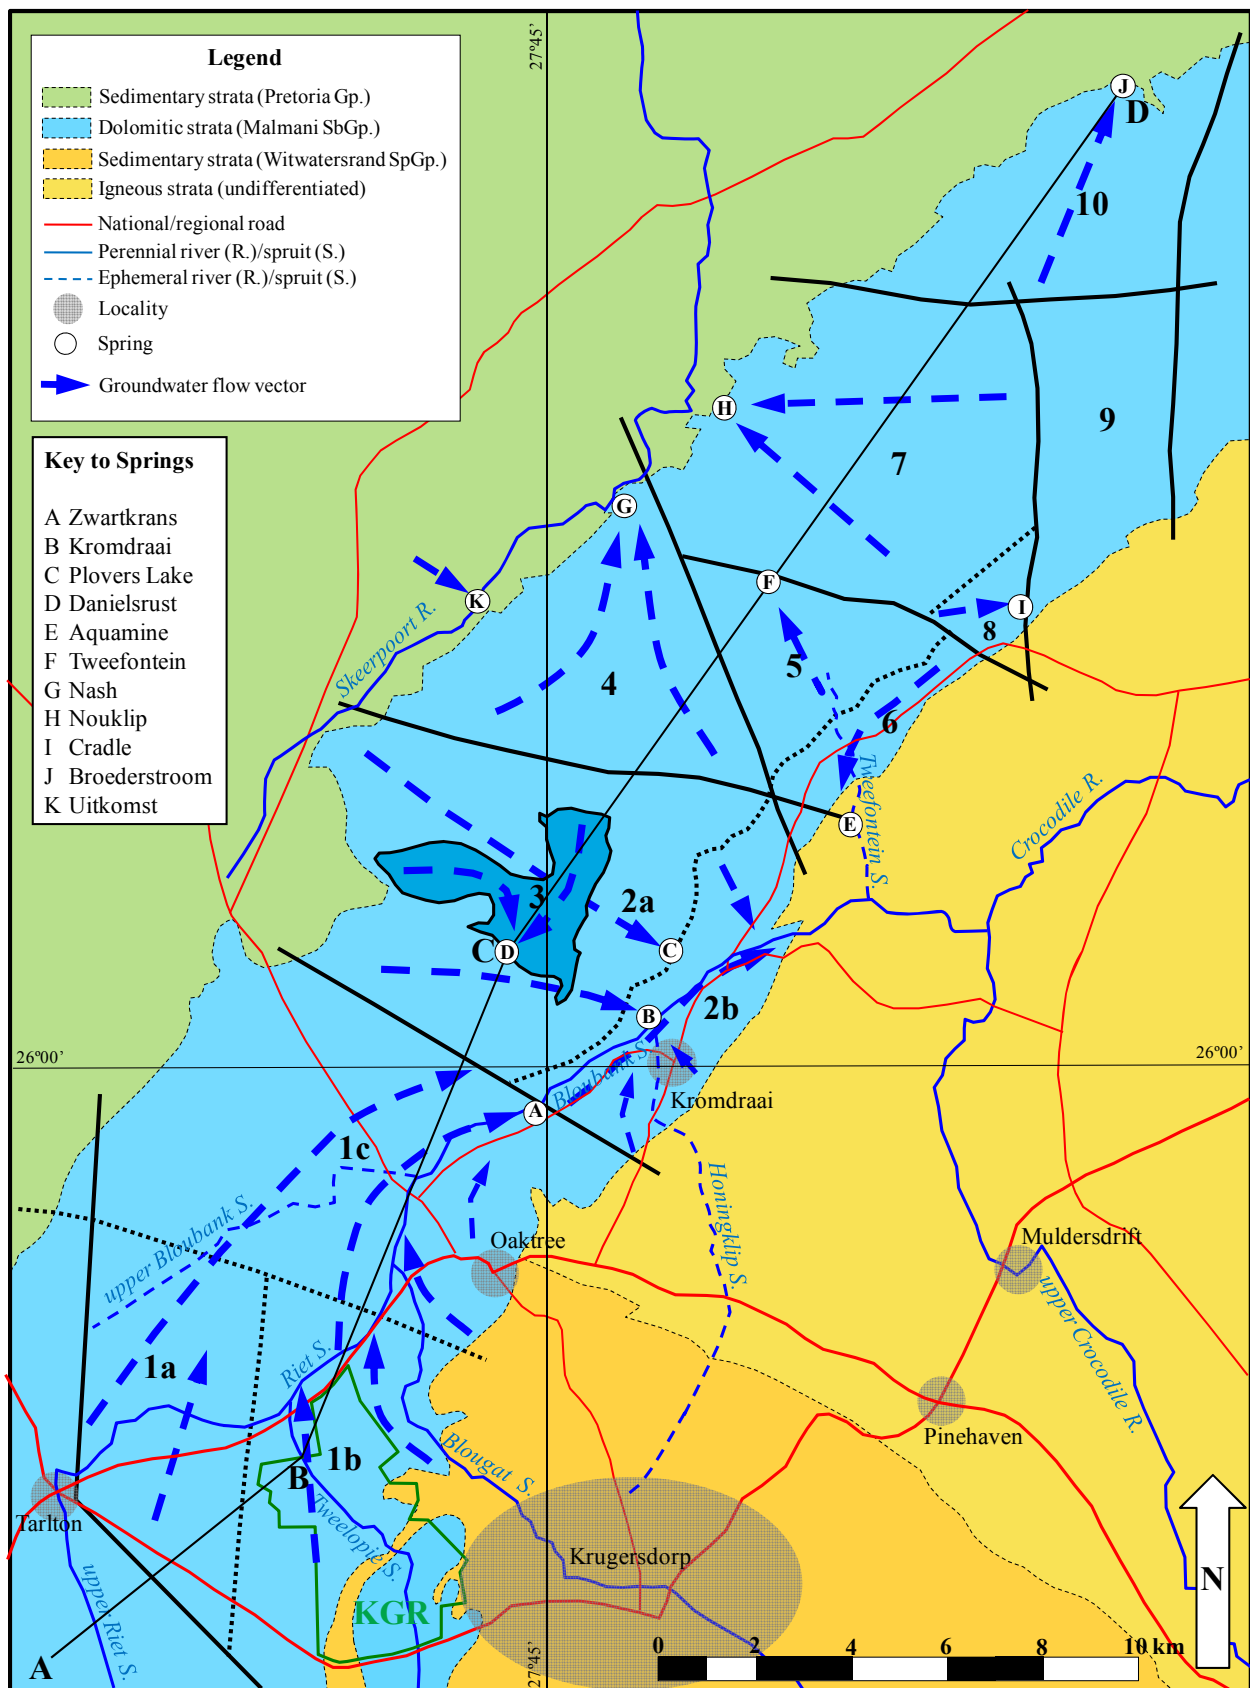 27°45’
Legend
Sedimentary strata (Pretoria Gp.)
Dolomitic strata (Malmani SbGp.)
Sedimentary strata (Witwatersrand SpGp.)
Igneous strata (undifferentiated)
National/regional road
Perennial river (R.)/spruit (S.)
Ephemeral river (R.)/spruit (S.)
Locality
Spring
Groundwater flow vector
Key to Springs
A Zwartkrans
B Kromdraai
C Plovers Lake
D Danielsrust
E Aquamine
F Tweefontein
G Nash
H Nouklip
I Cradle
J Broederstroom
K Uitkomst
J
D
10
H
9
7
G
F
K
I
8
Skeerpoort R.
5
4
6
Tweefontein S.
Crocodile R.
E
3
2a
C
D
C
2b
B
26°00’
26°00’
Bloubank S.
Kromdraai
A
1c
Honingklip S.
upper Bloubank S.
Oaktree
Muldersdrift
upper Crocodile R.
1a
Riet S.
Pinehaven
B
1b
Blougat S.
Tarlton
Tweelopie S.
Krugersdorp
upper Riet S.
KGR
N
A
27°45’
0
2
4
6
8
10 km